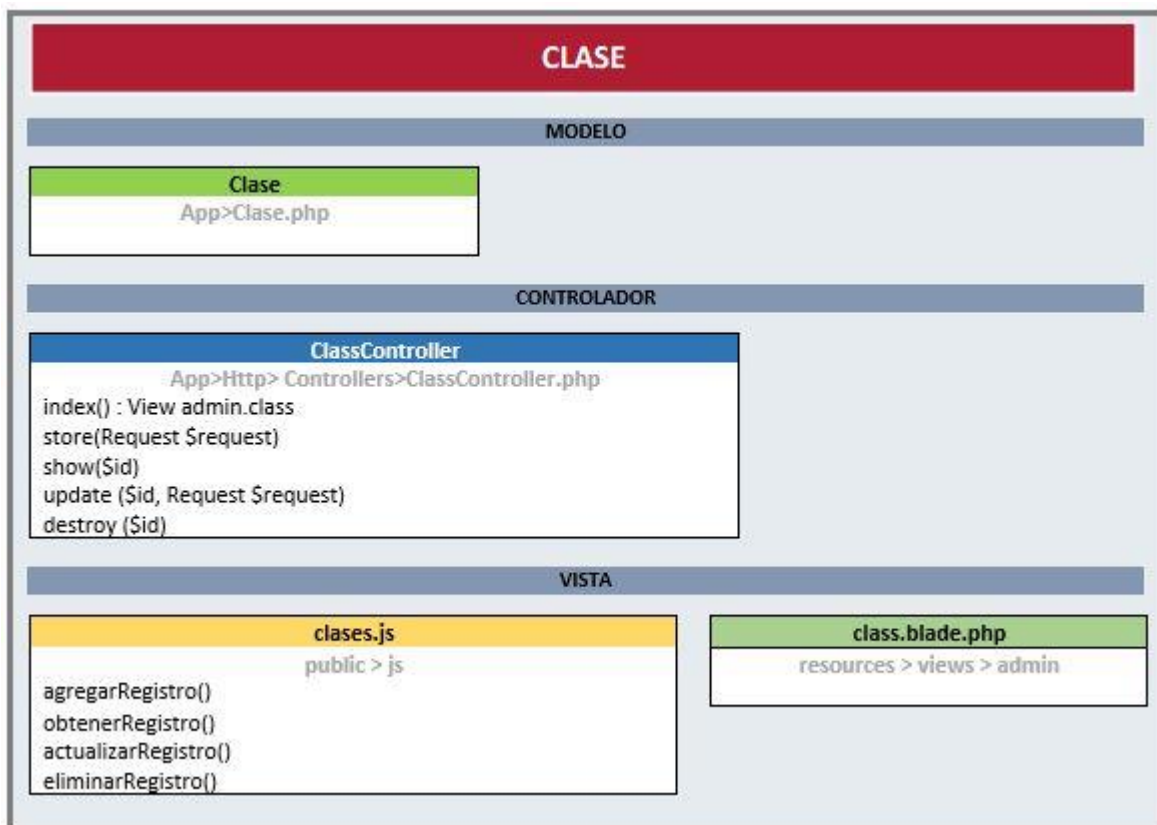 CLASE
MODELO
Clase
App>Clase.php
CONTROLADOR
ClassController
App>Http> Controllers>ClassController.php
index() : View admin.class
store(Request $request)
show($id)
update ($id, Request $request)
destroy ($id)
VISTA
clases.js
public > js
agregarRegistro()
obtenerRegistro()
actualizarRegistro()
eliminarRegistro()
class.blade.php
resources > views > admin